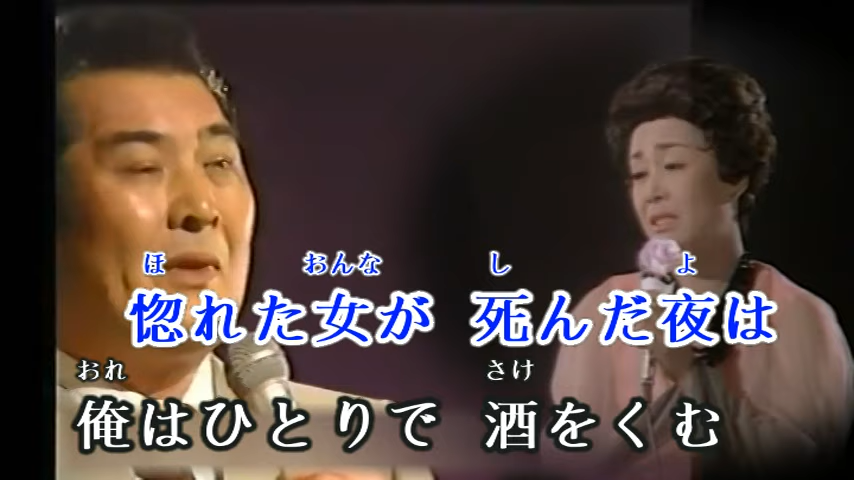 ほ おんな し よ
惚れた女が 死んだ夜は
おれ さけ
俺はひとりで 酒をくむ